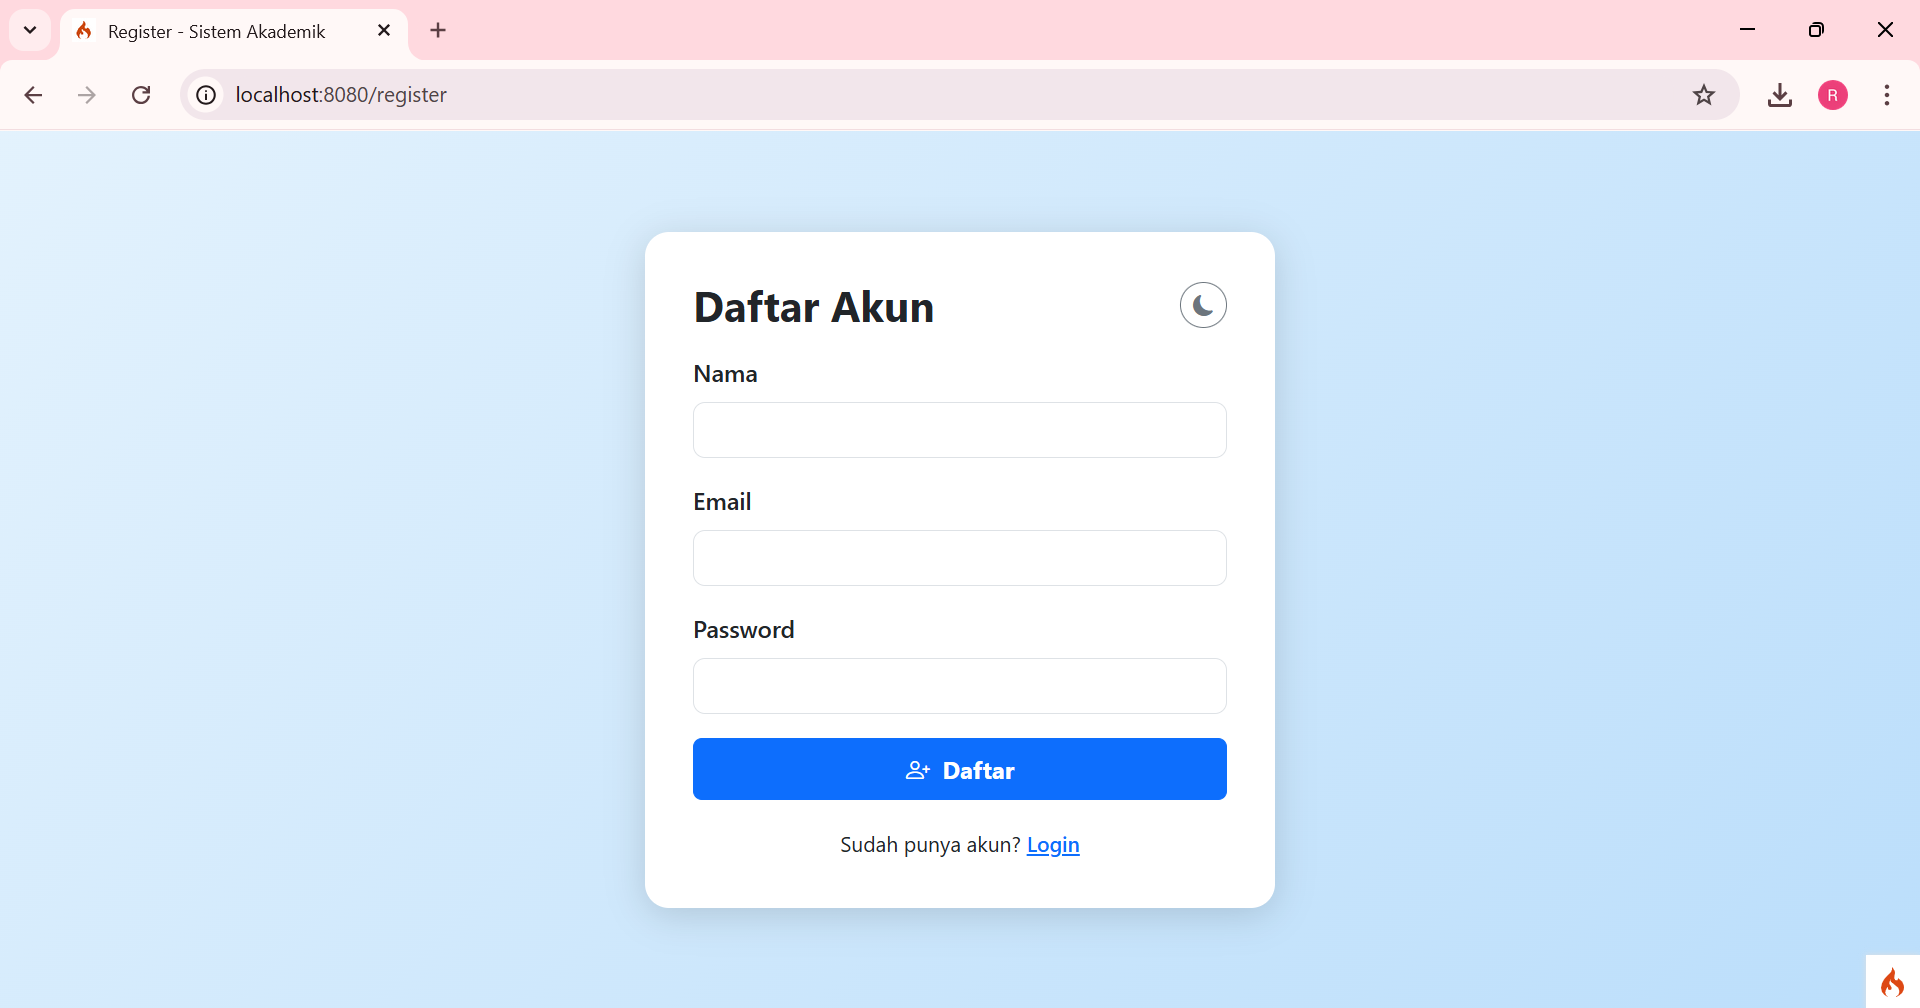 Register - Sistem Akademik
localhost:8080/register
R
Daftar Akun
Nama
Email
Password
Daftar
Sudah punya akun? Login